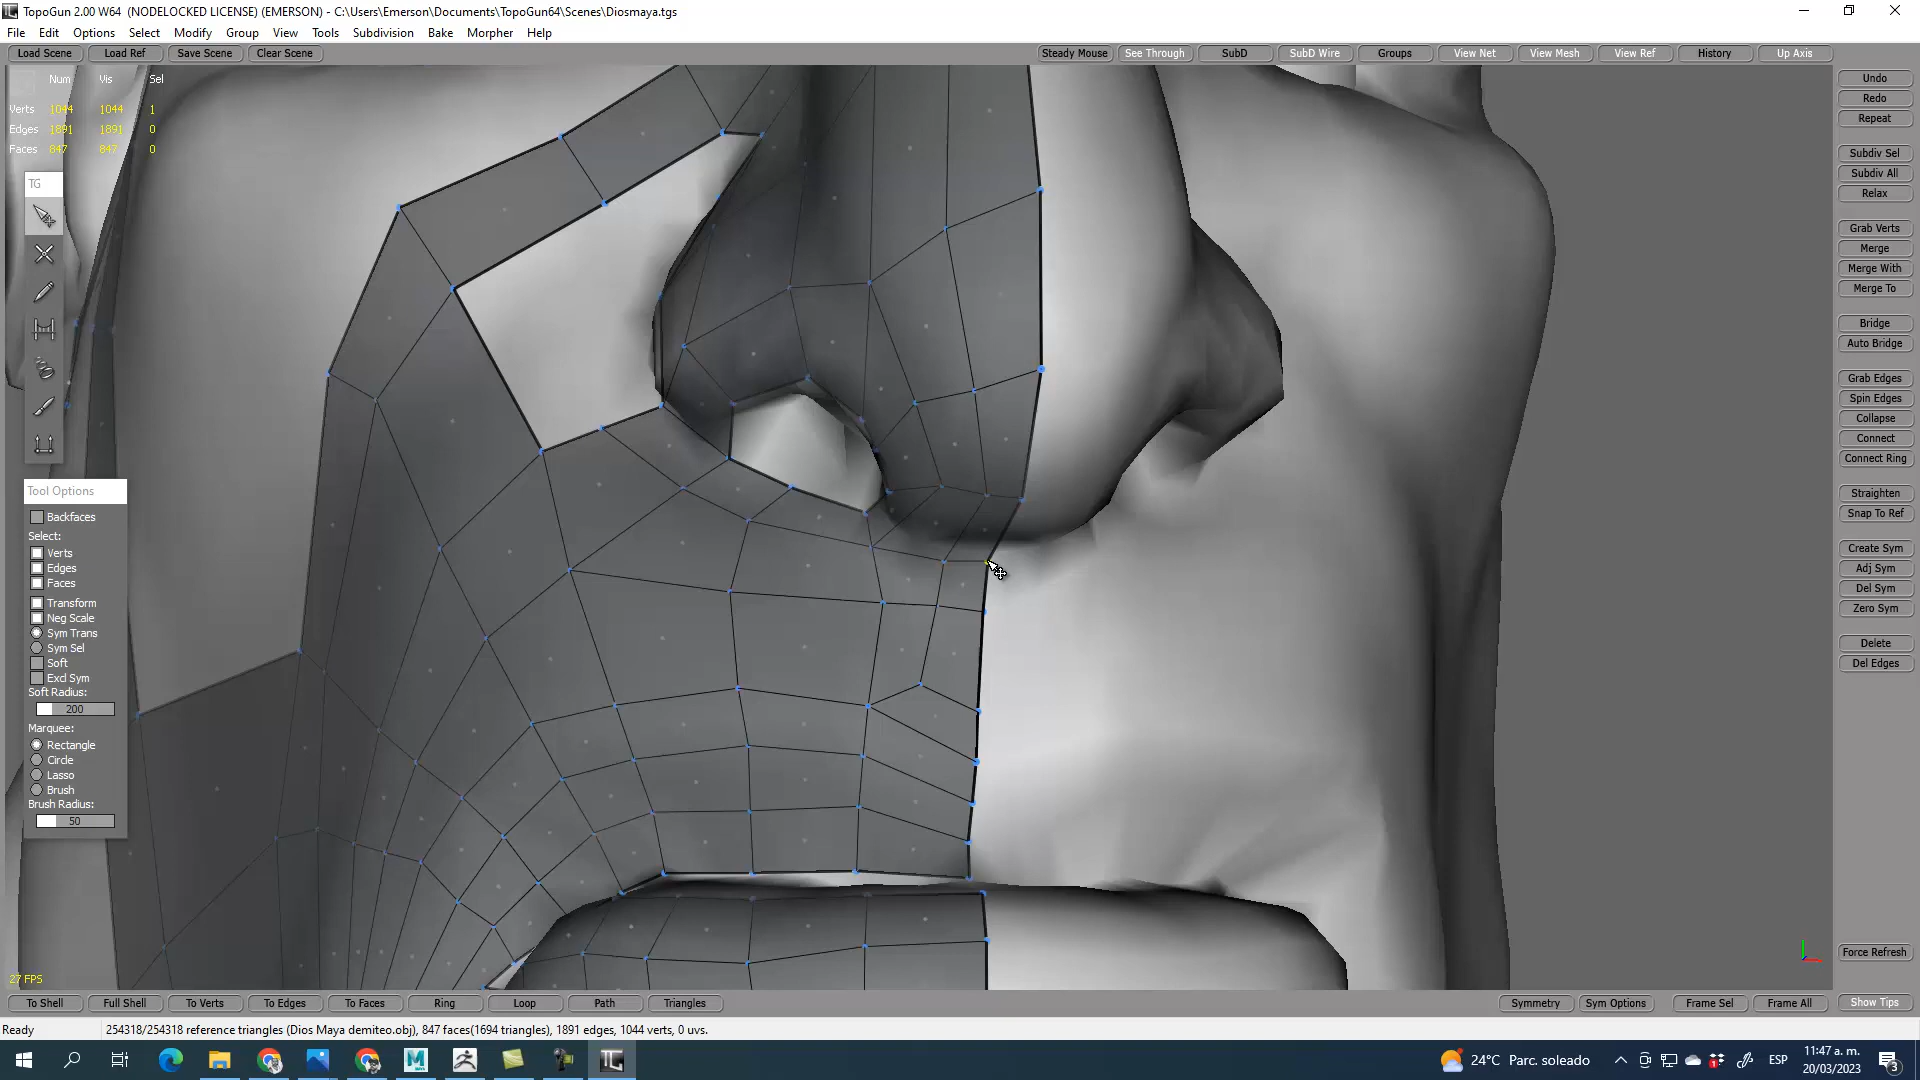 TopoGun 2.00 W64  (NODELOCKED LICENSE) (EMERSON) - C:\Users\Emerson\Documents\TopoGun64\Scenes\Diosmaya.tgs
File Edit Options Select Modify Group View Tools Subdivision Bake Morpher Help
Load Scene Load Ref Save Scene Clear Scene Steady Mouse See Through SubD SubD Wire Groups View Net View Mesh View Ref History Up Axis
Num Vis Sel
Verts 1044 1044 1
Edges 1891 1891 0
Faces 847 847 0
TG
Tool Options
Backfaces
Select:
Verts
Edges
Faces
Transform
Neg Scale
Sym Trans
Sym Sel
Soft
Excl Sym
Soft Radius:
200
Marquee:
Rectangle
Circle
Lasso
Brush
Brush Radius:
50
27 FPS
Undo
Redo
Repeat
Subdiv Sel
Subdiv All
Relax
Grab Verts
Merge
Merge With
Merge To
Bridge
Auto Bridge
Grab Edges
Spin Edges
Collapse
Connect
Connect Ring
Straighten
Snap To Ref
Create Sym
Adj Sym
Del Sym
Zero Sym
Delete
Del Edges
Force Refresh
To Shell Full Shell To Verts To Edges To Faces Ring Loop Path Triangles Symmetry Sym Options Frame Sel Frame All Show Tips
Ready 254318/254318 reference triangles (Dios Maya demiteo.obj), 847 faces(1694 triangles), 1891 edges, 1044 verts, 0 uvs.
24°C Parc. soleado ESP 11:47 a. m.
20/03/2023
3